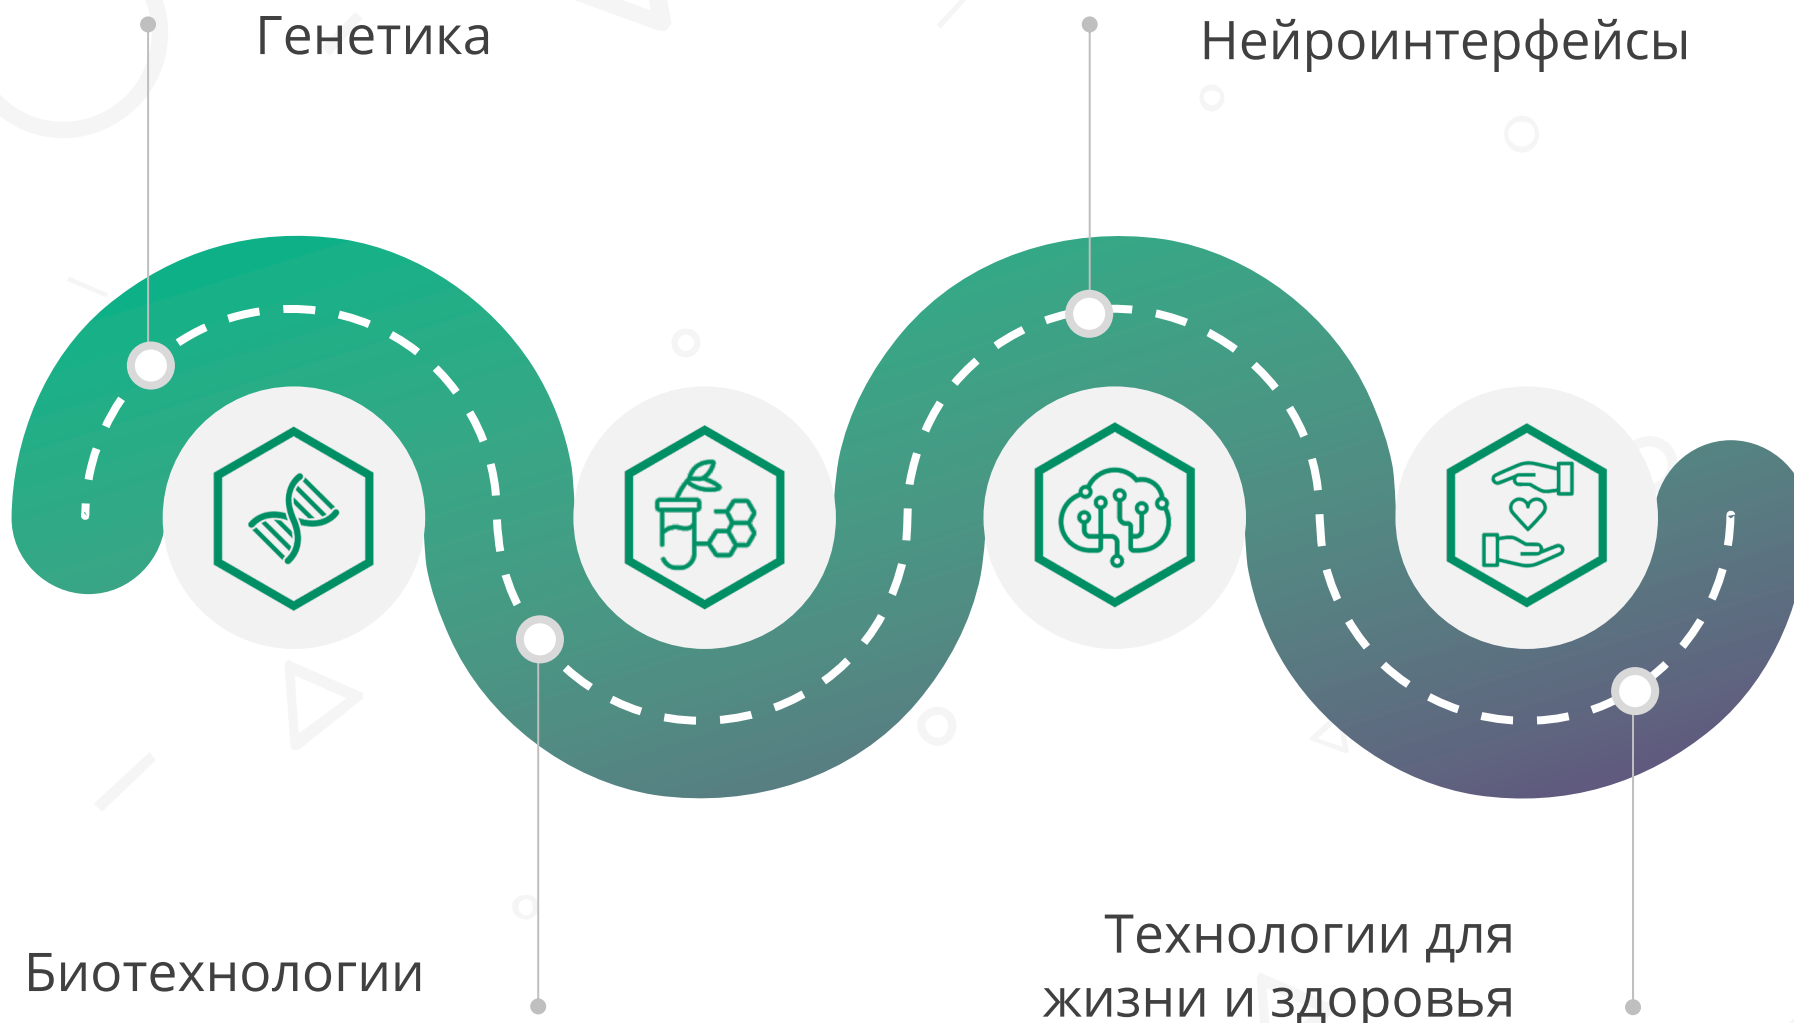 Генетика
Нейроинтерфейсы
Биотехнологии
Технологии для
жизни и здоровья